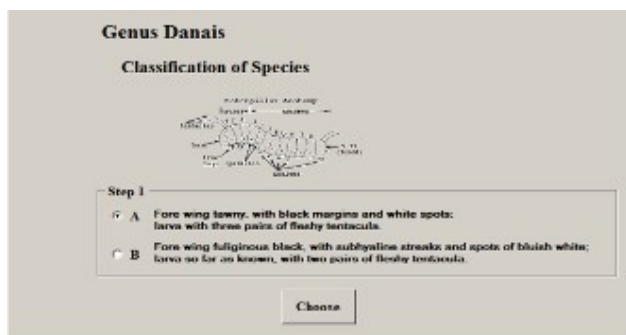 Genus Danais
Classification of Species
Caterpillar Anatomy
Step 1
A Fore wing tawny, with black margins and white spots;
larva with three pairs of fleshy tentacula.
B Fore wing fuliginous black, with subhyaline streaks and spots of bluish white;
larva so far as known, with two pairs of fleshy tentacula.
Choose